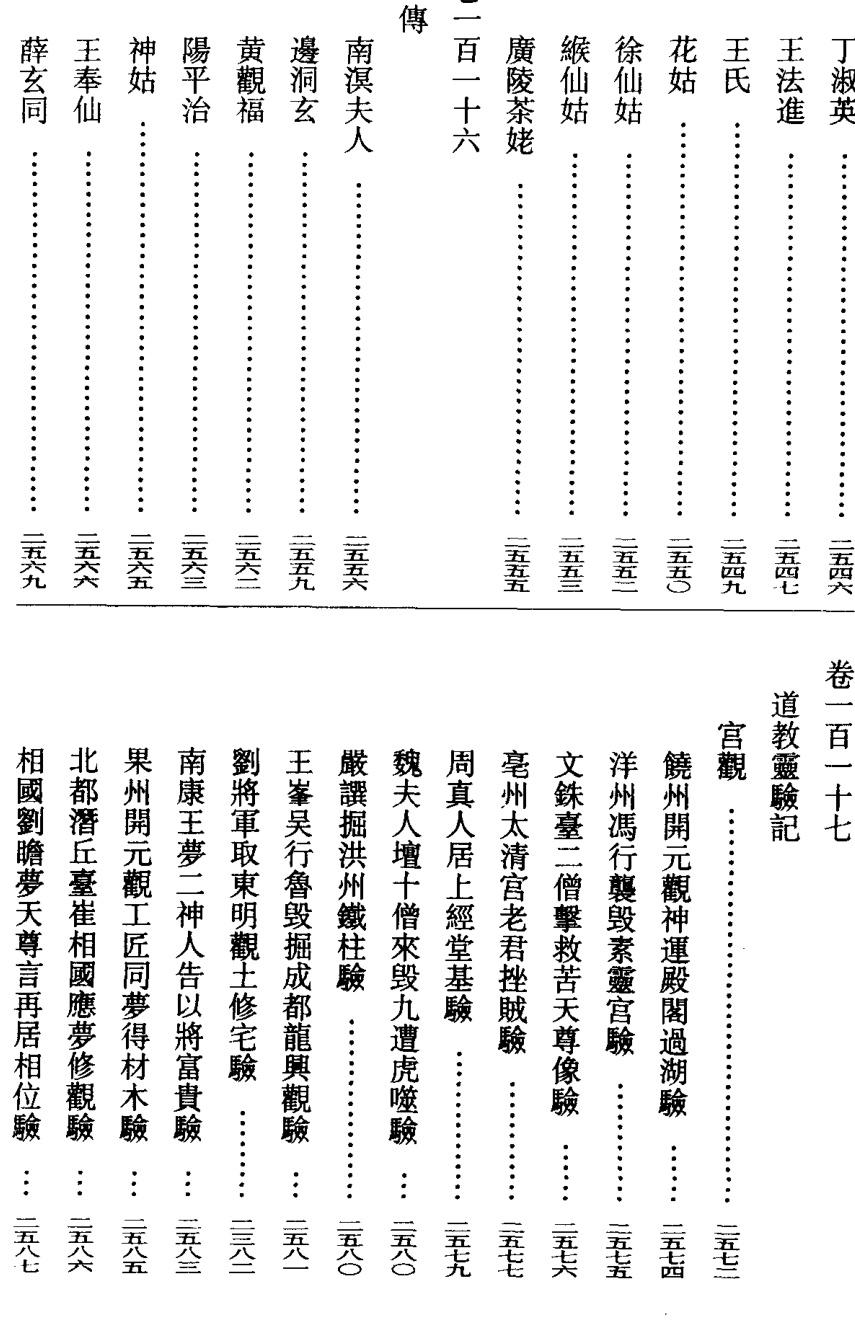 丁淑英……二五四六
王法進……二五四七
王氏……二五四九
花姑……二五五〇
徐仙姑……二五五二
緱仙姑……二五五三
廣陵茶姥……二五五五
一百一十六
傳
南溟夫人……二五五六
邊洞玄……二五五九
黄觀福……二五六二
陽平治……二五六三
神姑……二五六五
王奉仙……二五六六
薛玄同……二五六九
卷一百一十七
道教靈驗記
宫觀……二五七二
饒州開元觀神運殿閣過湖驗……二五七四
洋州馮行襲毁素靈宫驗……二五七五
文銖臺二僧擊救苦天尊像驗……二五七六
亳州太清宫老君挫賊驗……二五七七
周真人居上經堂基驗……二五七九
魏夫人壇十僧來毁九遭虎噬驗……二五八〇
嚴譔掘洪州鐵柱驗……二五八〇
王峯吴行魯毁掘成都龍興觀驗……二五八一
劉將軍取東明觀土修宅驗……二三八二
南康王夢二神人告以將富貴驗……二五八三
果州開元觀工匠同夢得材木驗……二五八五
北都潛丘臺崔相國應夢修觀驗……二五八六
相國劉瞻夢天尊言再居相位驗……二五八七